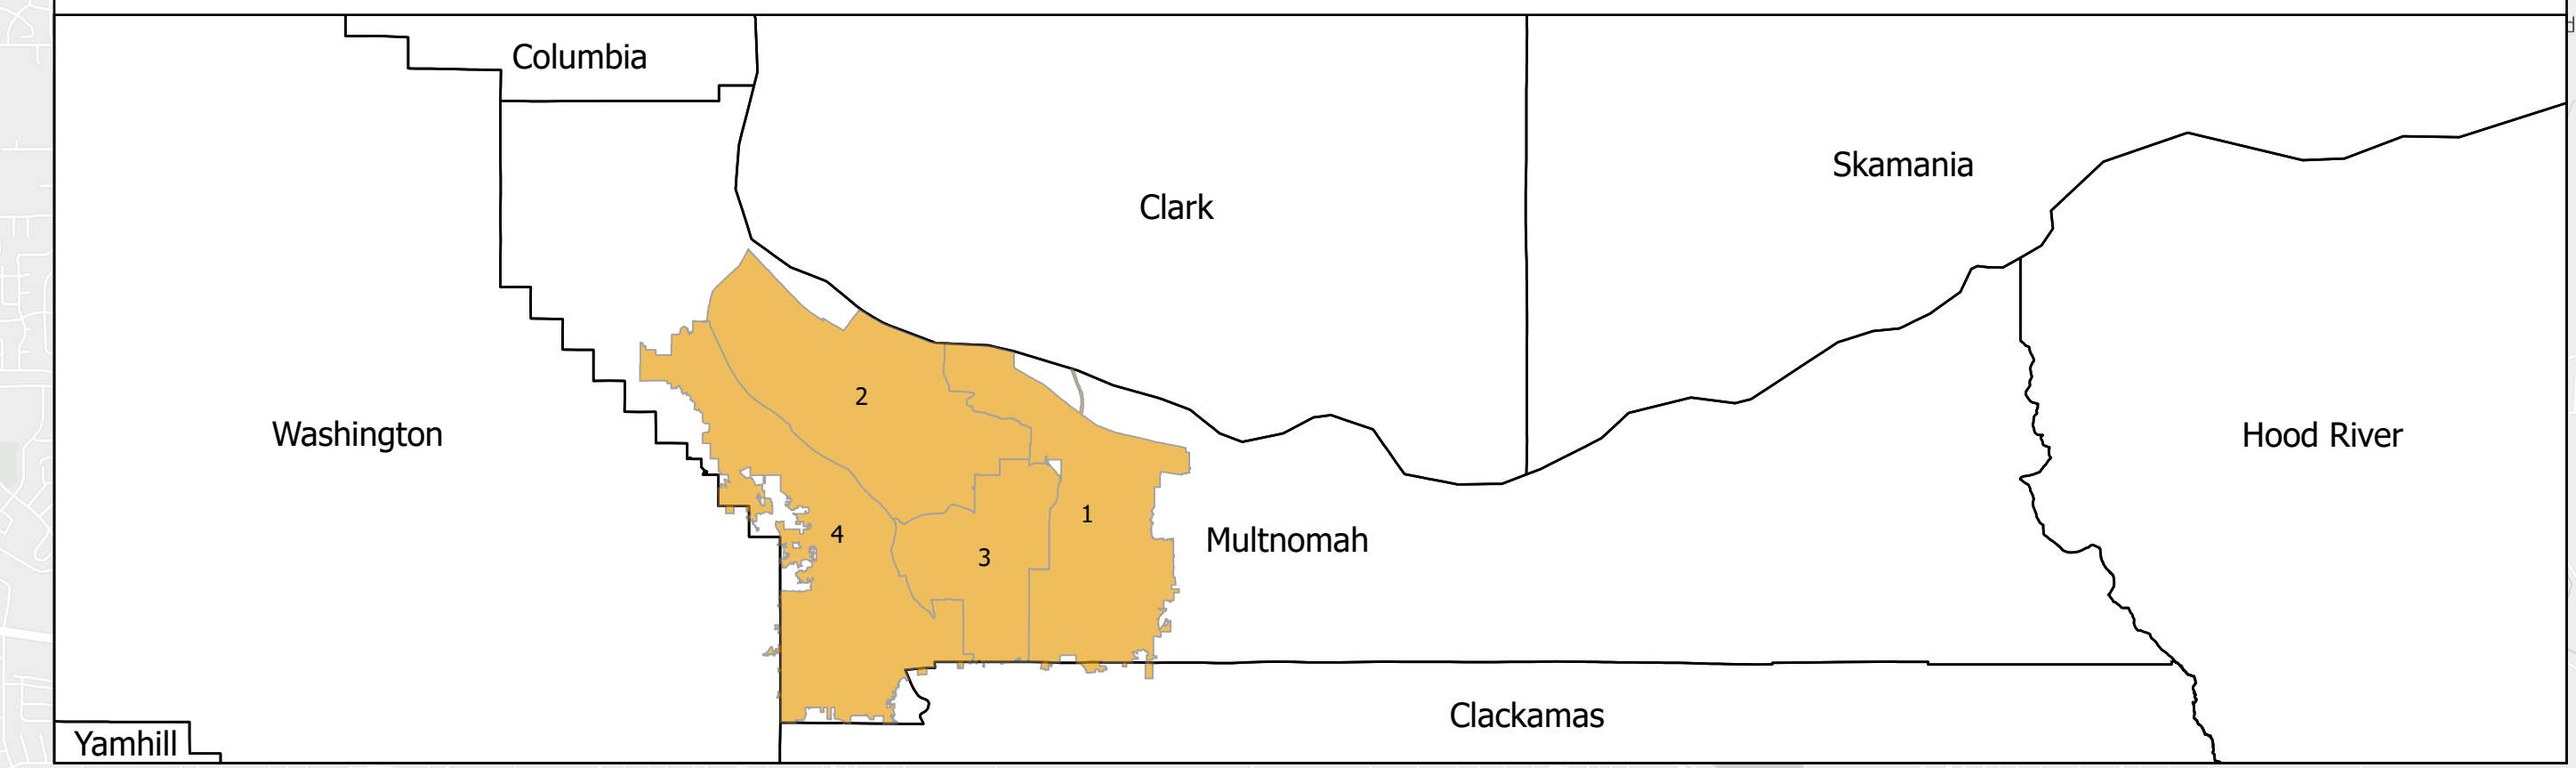 Columbia
Skamania
Clark
2
Washington
Hood River
1
4
Multnomah
3
Clackamas
Yamhill